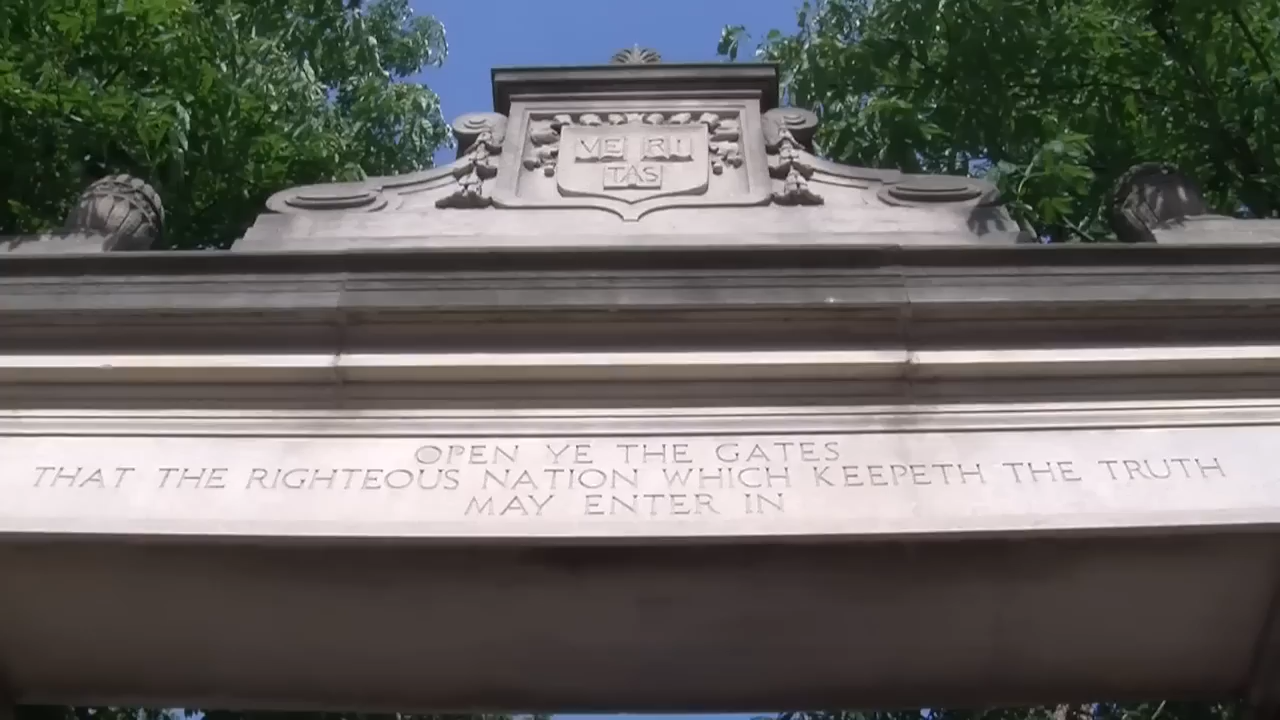 VE RI
TAS
OPEN YE THE GATES
THAT THE RIGHTEOUS NATION WHICH KEEPETH THE TRUTH
MAY ENTER IN